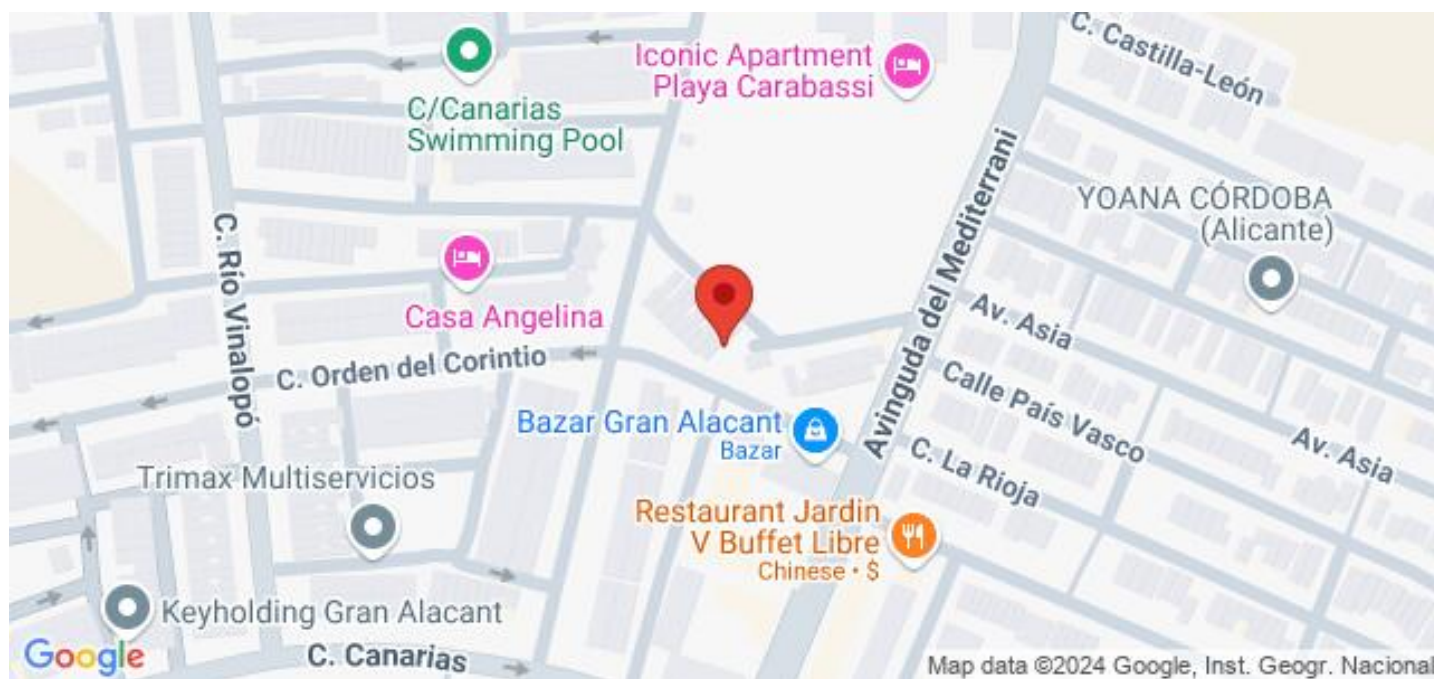 C. Castilla-León
Iconic Apartment
Playa Carabassi
C/Canarias
Swimming Pool
Avinguda del Mediterrani
YOANA CÓRDOBA
(Alicante)
C. Río Vinalopó
Casa Angelina
Av. Asia
C. Orden del Corintio
Calle País Vasco
Bazar Gran Alacant
Bazar
Av. Asia
C. La Rioja
Trimax Multiservicios
Restaurant Jardin
V Buffet Libre
Chinese • $
Keyholding Gran Alacant
Google
C. Canarias
Map data ©2024 Google, Inst. Geogr. Nacional